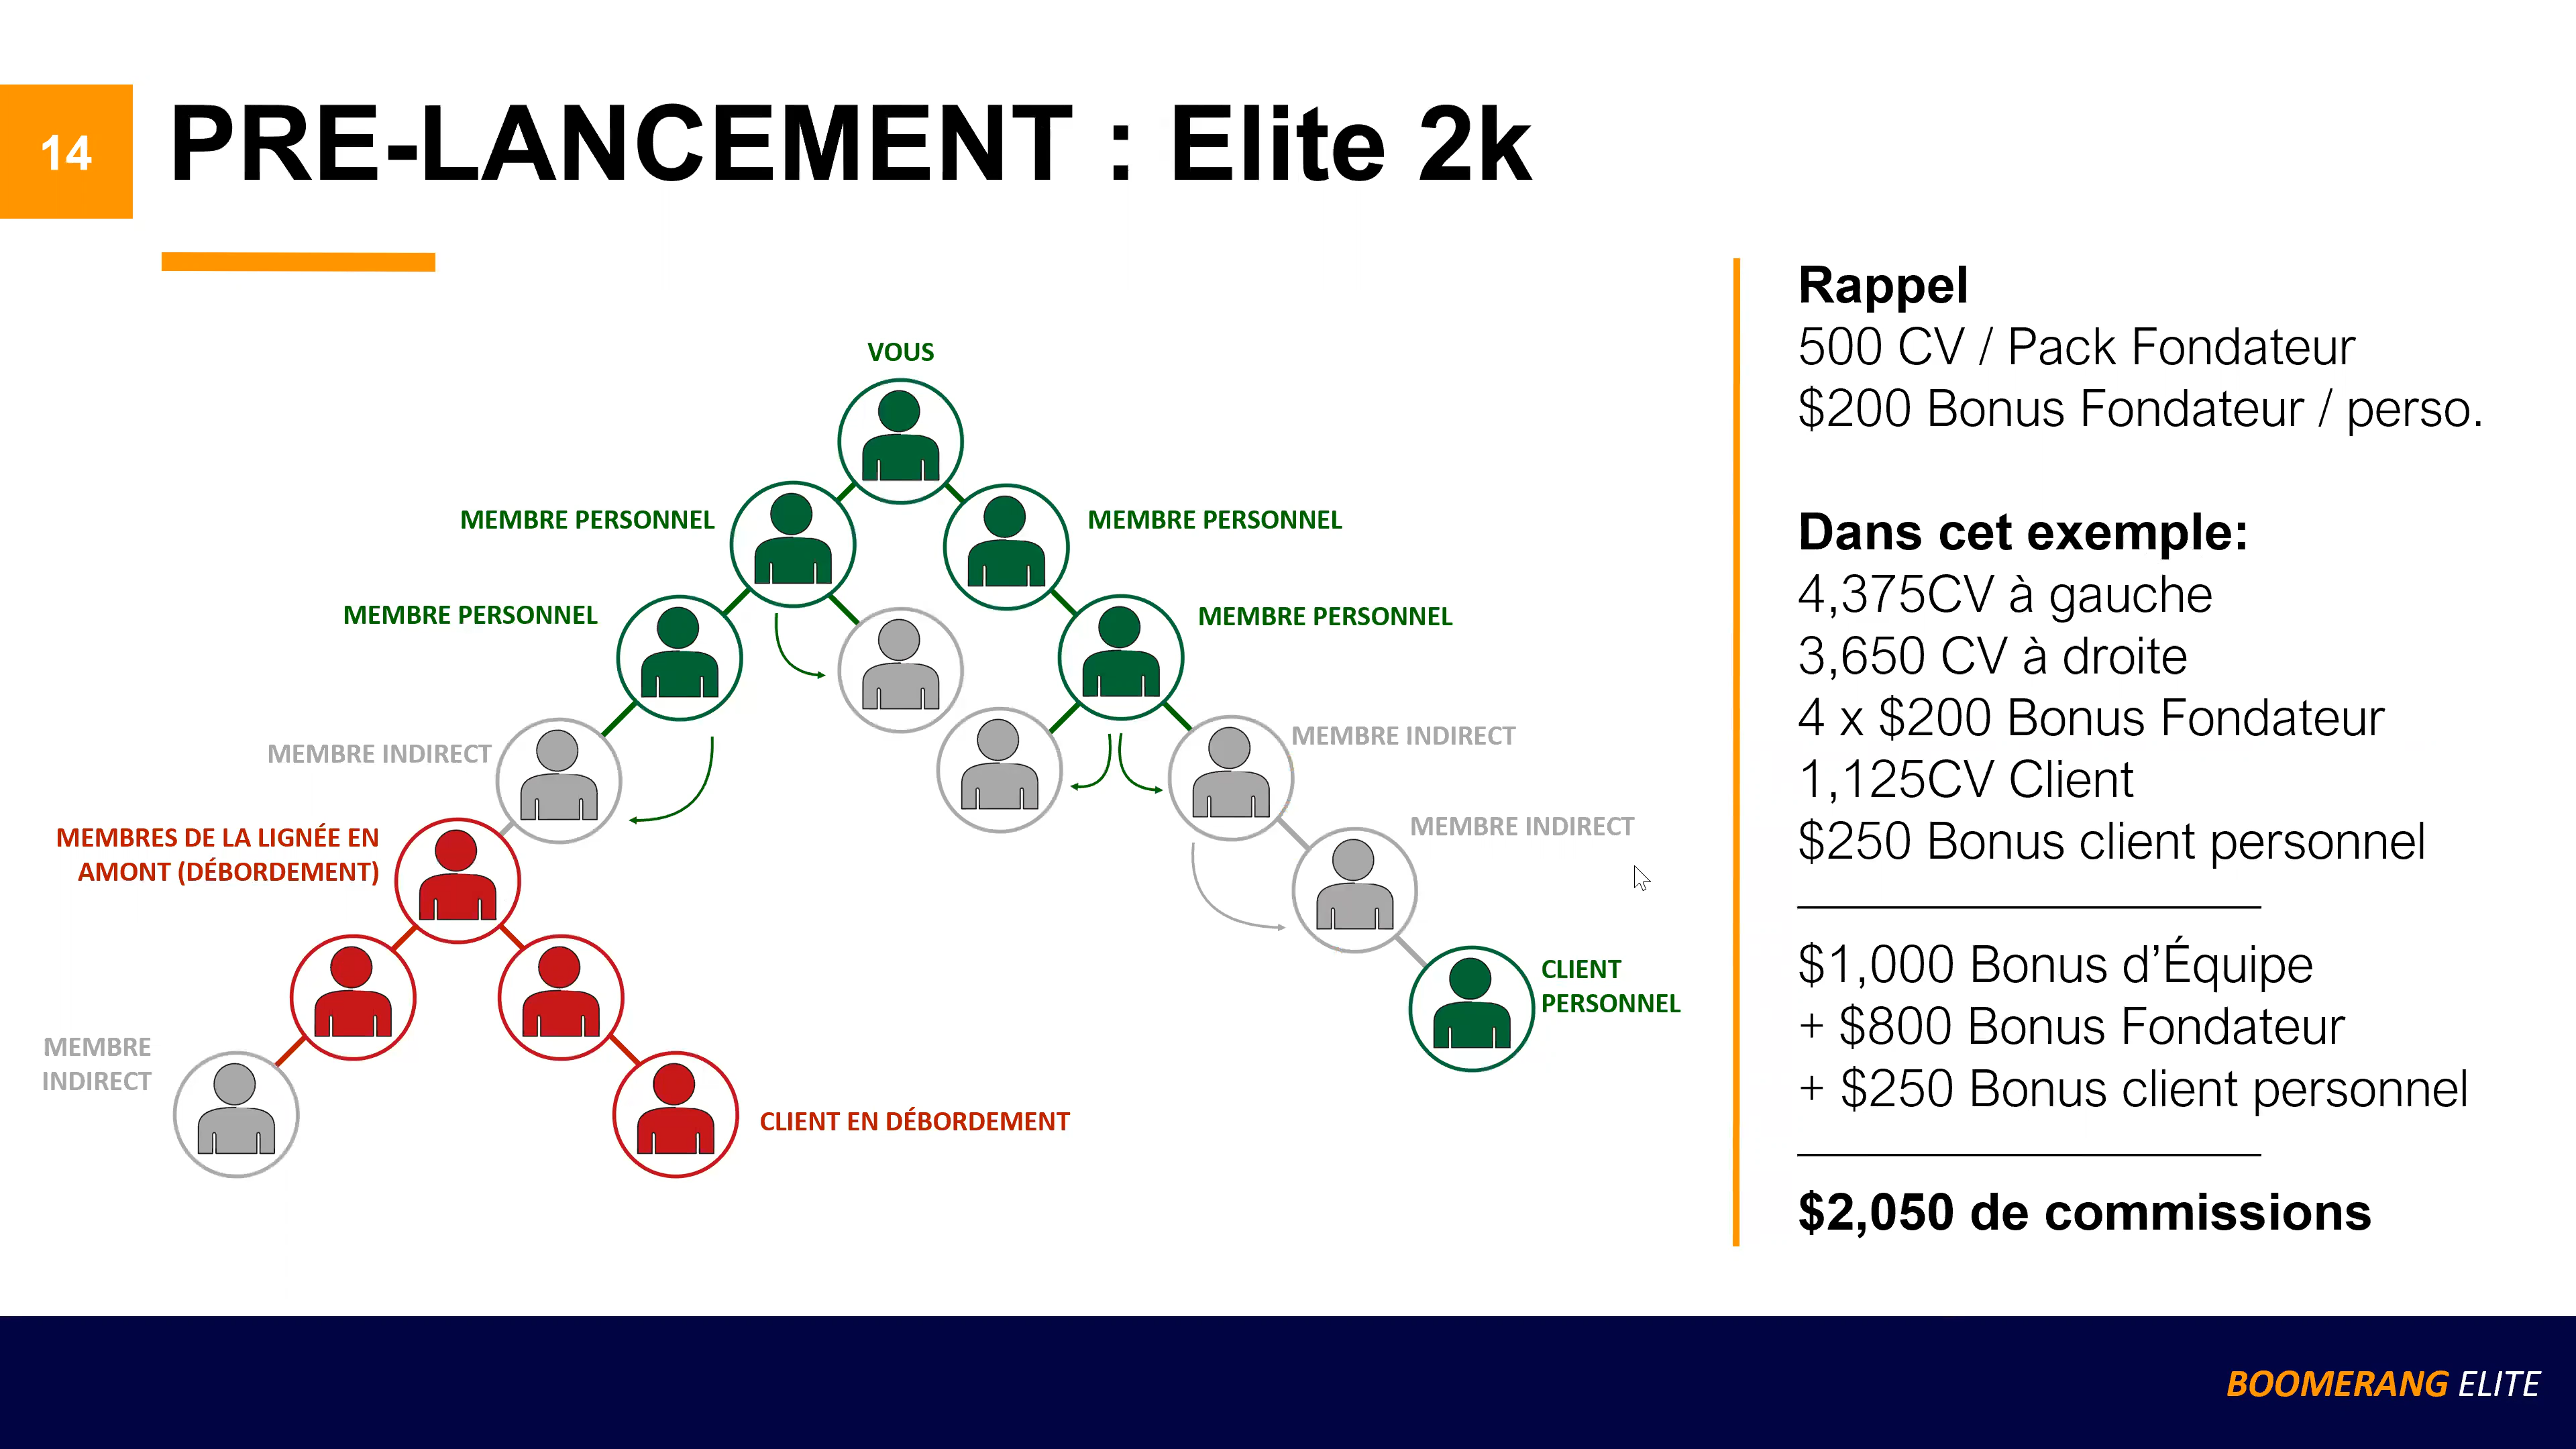 14
PRE-LANCEMENT : Elite 2k
VOUS
MEMBRE PERSONNEL
MEMBRE PERSONNEL
MEMBRE PERSONNEL
MEMBRE PERSONNEL
MEMBRE INDIRECT
MEMBRE INDIRECT
MEMBRE INDIRECT
MEMBRES DE LA LIGNÉE EN
AMONT (DÉBORDEMENT)
CLIENT
PERSONNEL
MEMBRE
INDIRECT
CLIENT EN DÉBORDEMENT
Rappel
500 CV / Pack Fondateur
$200 Bonus Fondateur / perso.
Dans cet exemple:
4,375CV à gauche
3,650 CV à droite
4 x $200 Bonus Fondateur
1,125CV Client
$250 Bonus client personnel
$1,000 Bonus d’Équipe
+ $800 Bonus Fondateur
+ $250 Bonus client personnel
$2,050 de commissions
BOOMERANG ELITE